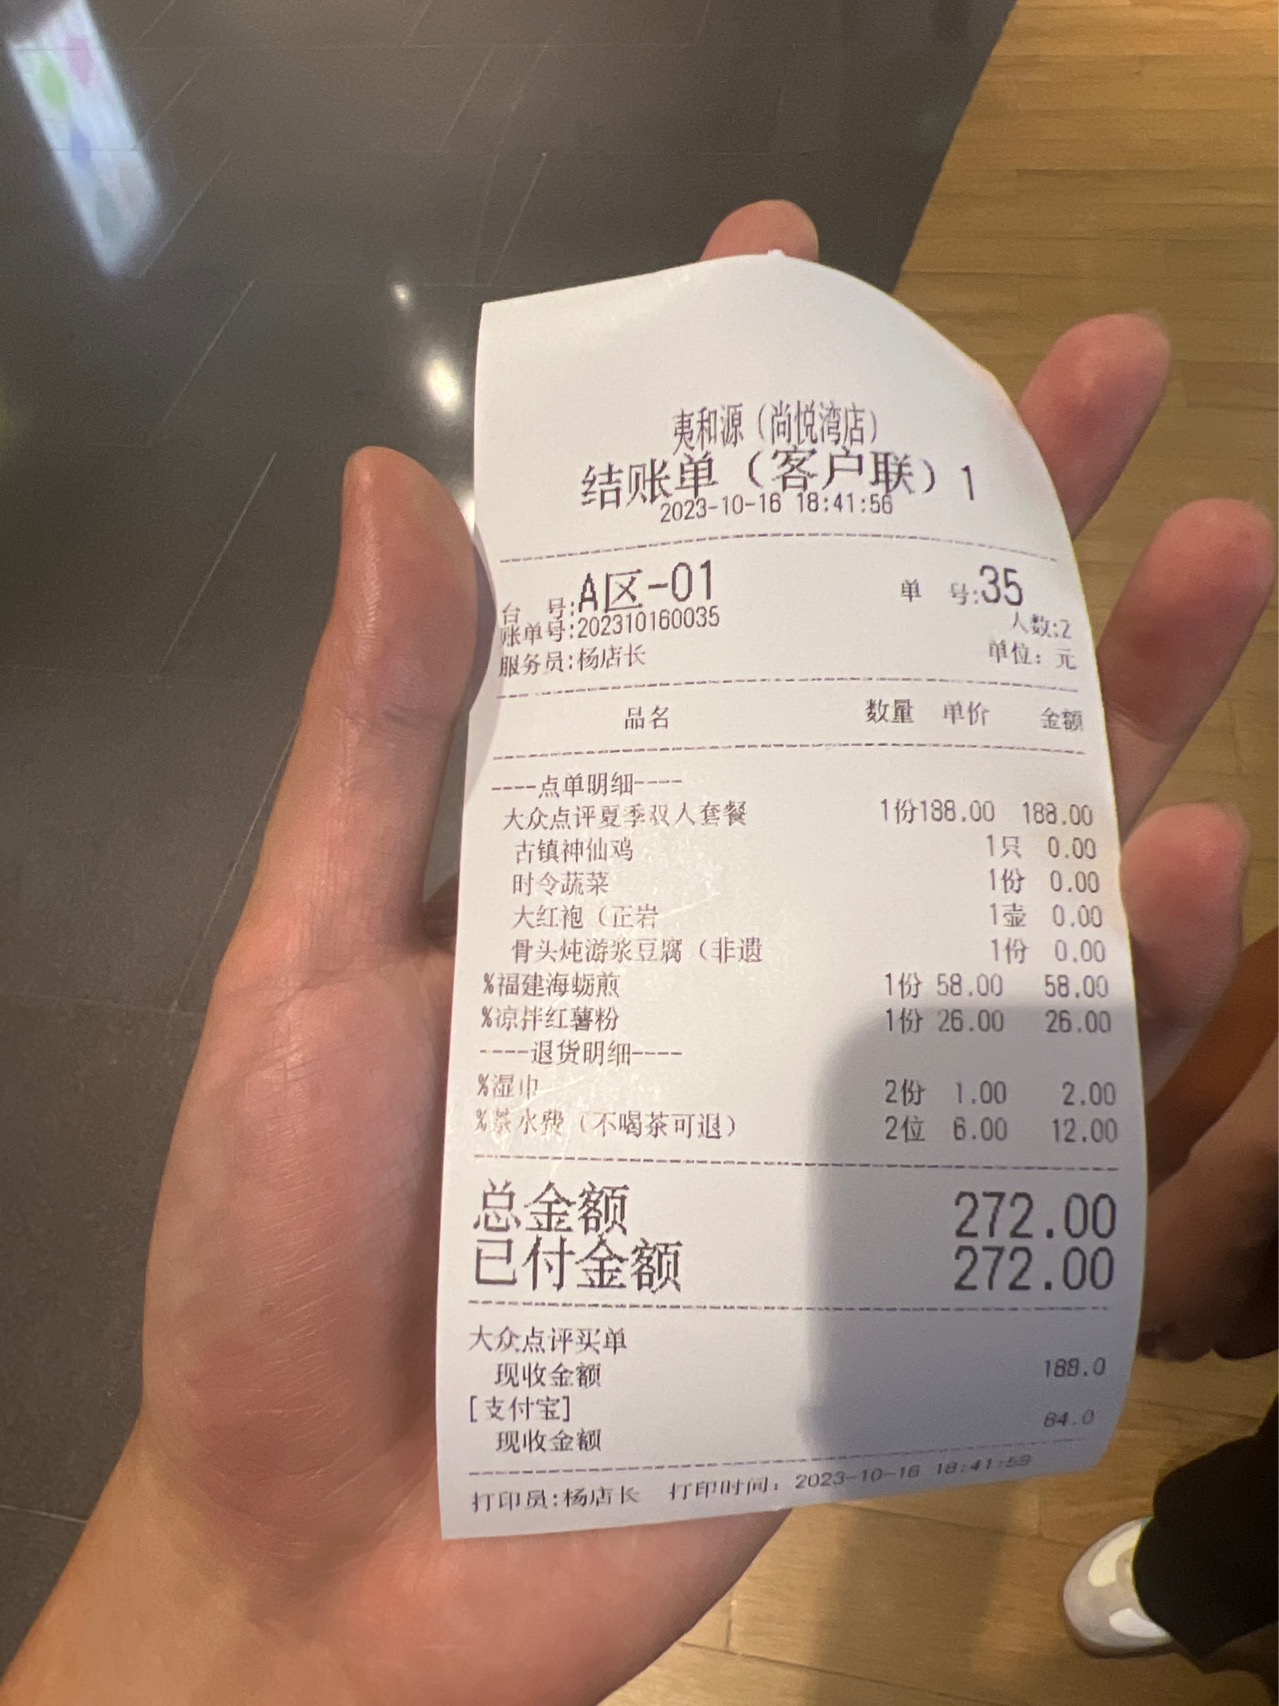 夷和源（尚悦湾店）
结账单（客户联）1
2023-10-16 18:41:56
台 号:A区-01 单 号:35
账单号:202310160035 人数:2
服务员:杨店长 单位：元
品名 数量 单价 金额
----点单明细----
大众点评夏季双人套餐 1份188.00 188.00
古镇神仙鸡 1只 0.00
时令蔬菜 1份 0.00
大红袍（正岩 1壶 0.00
骨头炖游浆豆腐（非遗 1份 0.00
%福建海蛎煎 1份 58.00 58.00
%凉拌红薯粉 1份 26.00 26.00
----退货明细----
%湿巾 2份 1.00 2.00
%茶水费（不喝茶可退） 2位 6.00 12.00
总金额 272.00
已付金额 272.00
大众点评买单
现收金额 188.0
[支付宝]
现收金额 84.0
打印员:杨店长 打印时间：2023-10-16 18:41:59